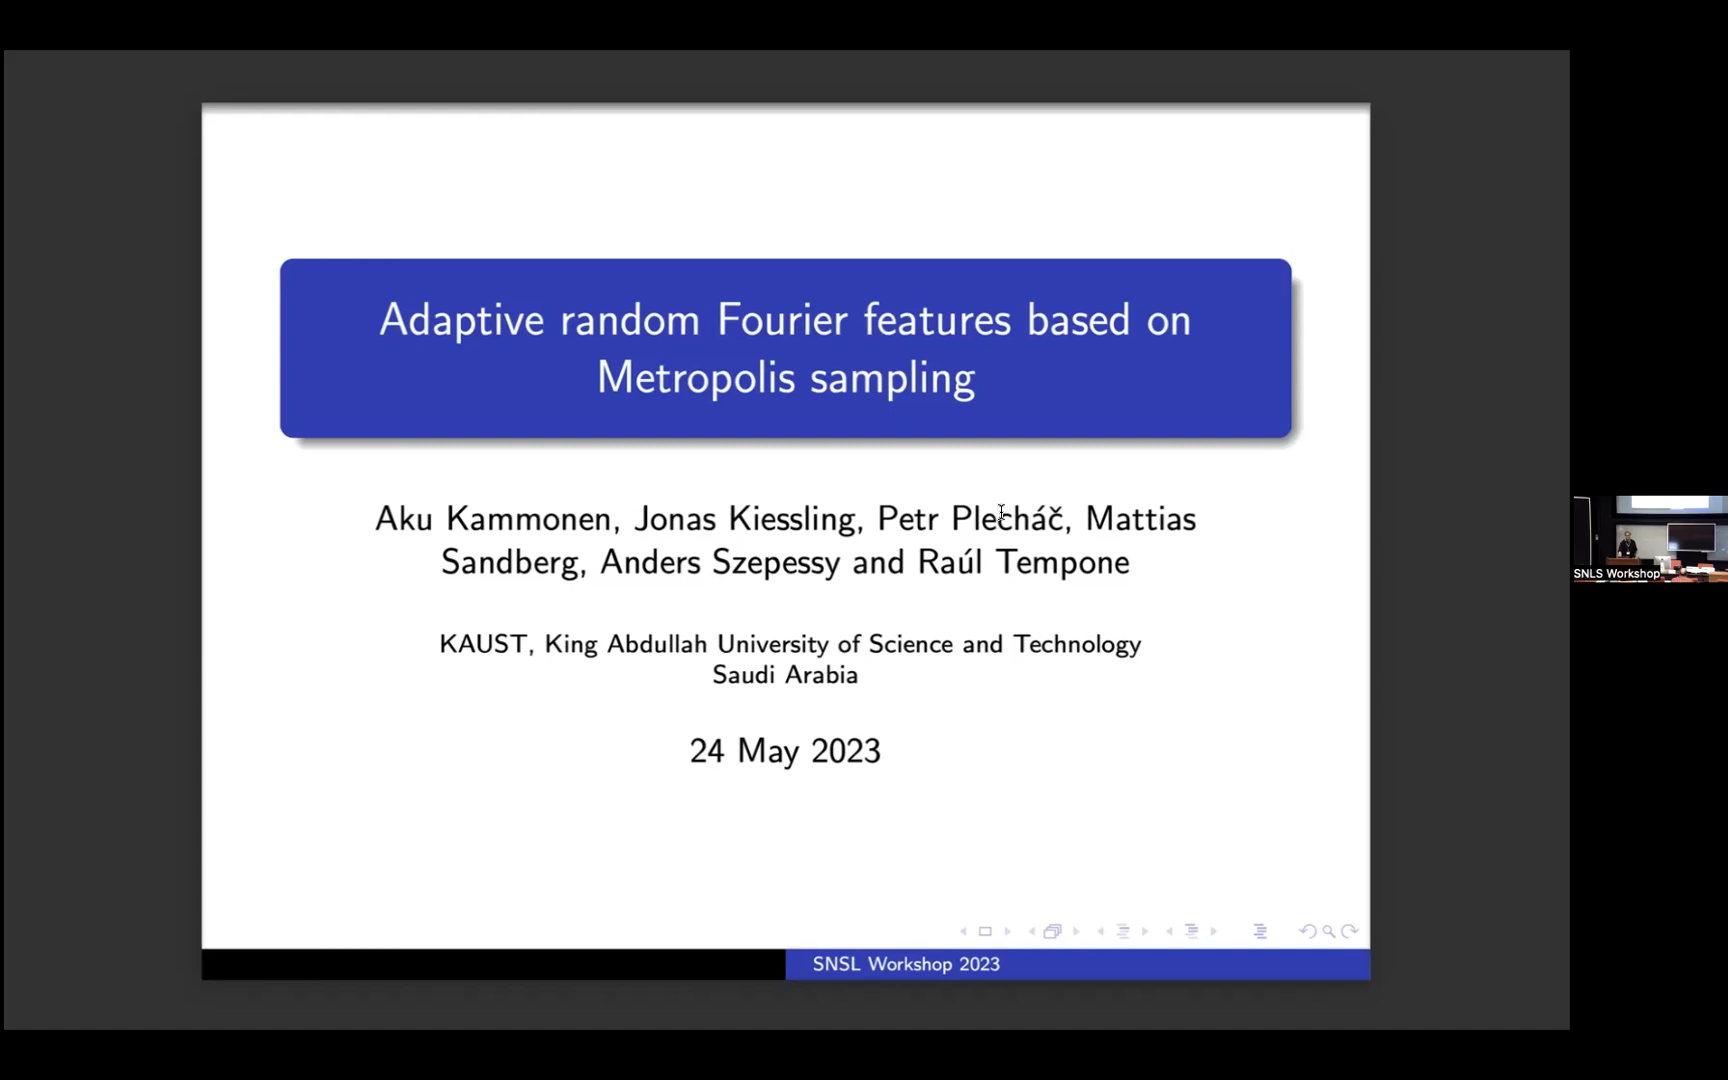 Adaptive random Fourier features based on
Metropolis sampling
Aku Kammonen, Jonas Kiessling, Petr Plecháč, Mattias
Sandberg, Anders Szepessy and Raúl Tempone
KAUST, King Abdullah University of Science and Technology
Saudi Arabia
24 May 2023
SNSL Workshop 2023
SNLS Workshop